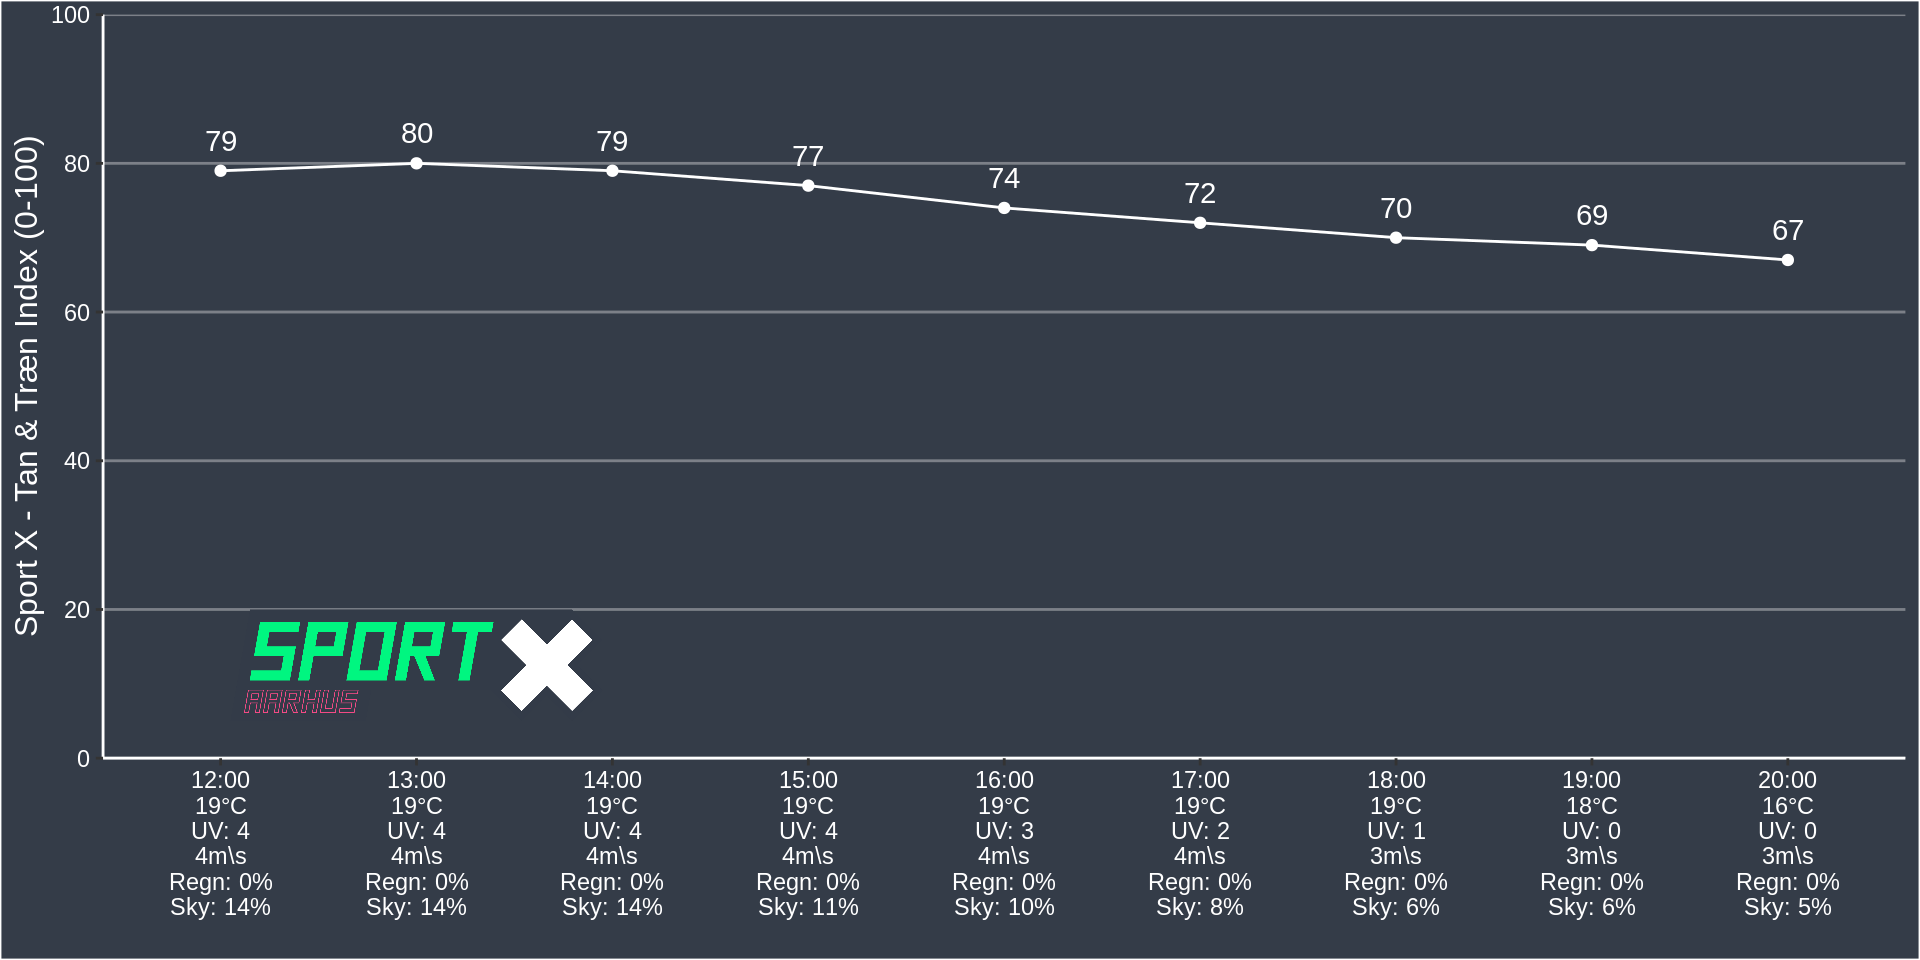 Sport X - Tan & Træn Index (0-100)
100
80
60
40
20
0
79 80 79 77 74 72 70 69 67
SPORT X
AARHUS
12:00 13:00 14:00 15:00 16:00 17:00 18:00 19:00 20:00
19°C 19°C 19°C 19°C 19°C 19°C 19°C 18°C 16°C
UV: 4 UV: 4 UV: 4 UV: 4 UV: 3 UV: 2 UV: 1 UV: 0 UV: 0
4m\s 4m\s 4m\s 4m\s 4m\s 4m\s 3m\s 3m\s 3m\s
Regn: 0% Regn: 0% Regn: 0% Regn: 0% Regn: 0% Regn: 0% Regn: 0% Regn: 0% Regn: 0%
Sky: 14% Sky: 14% Sky: 14% Sky: 11% Sky: 10% Sky: 8% Sky: 6% Sky: 6% Sky: 5%